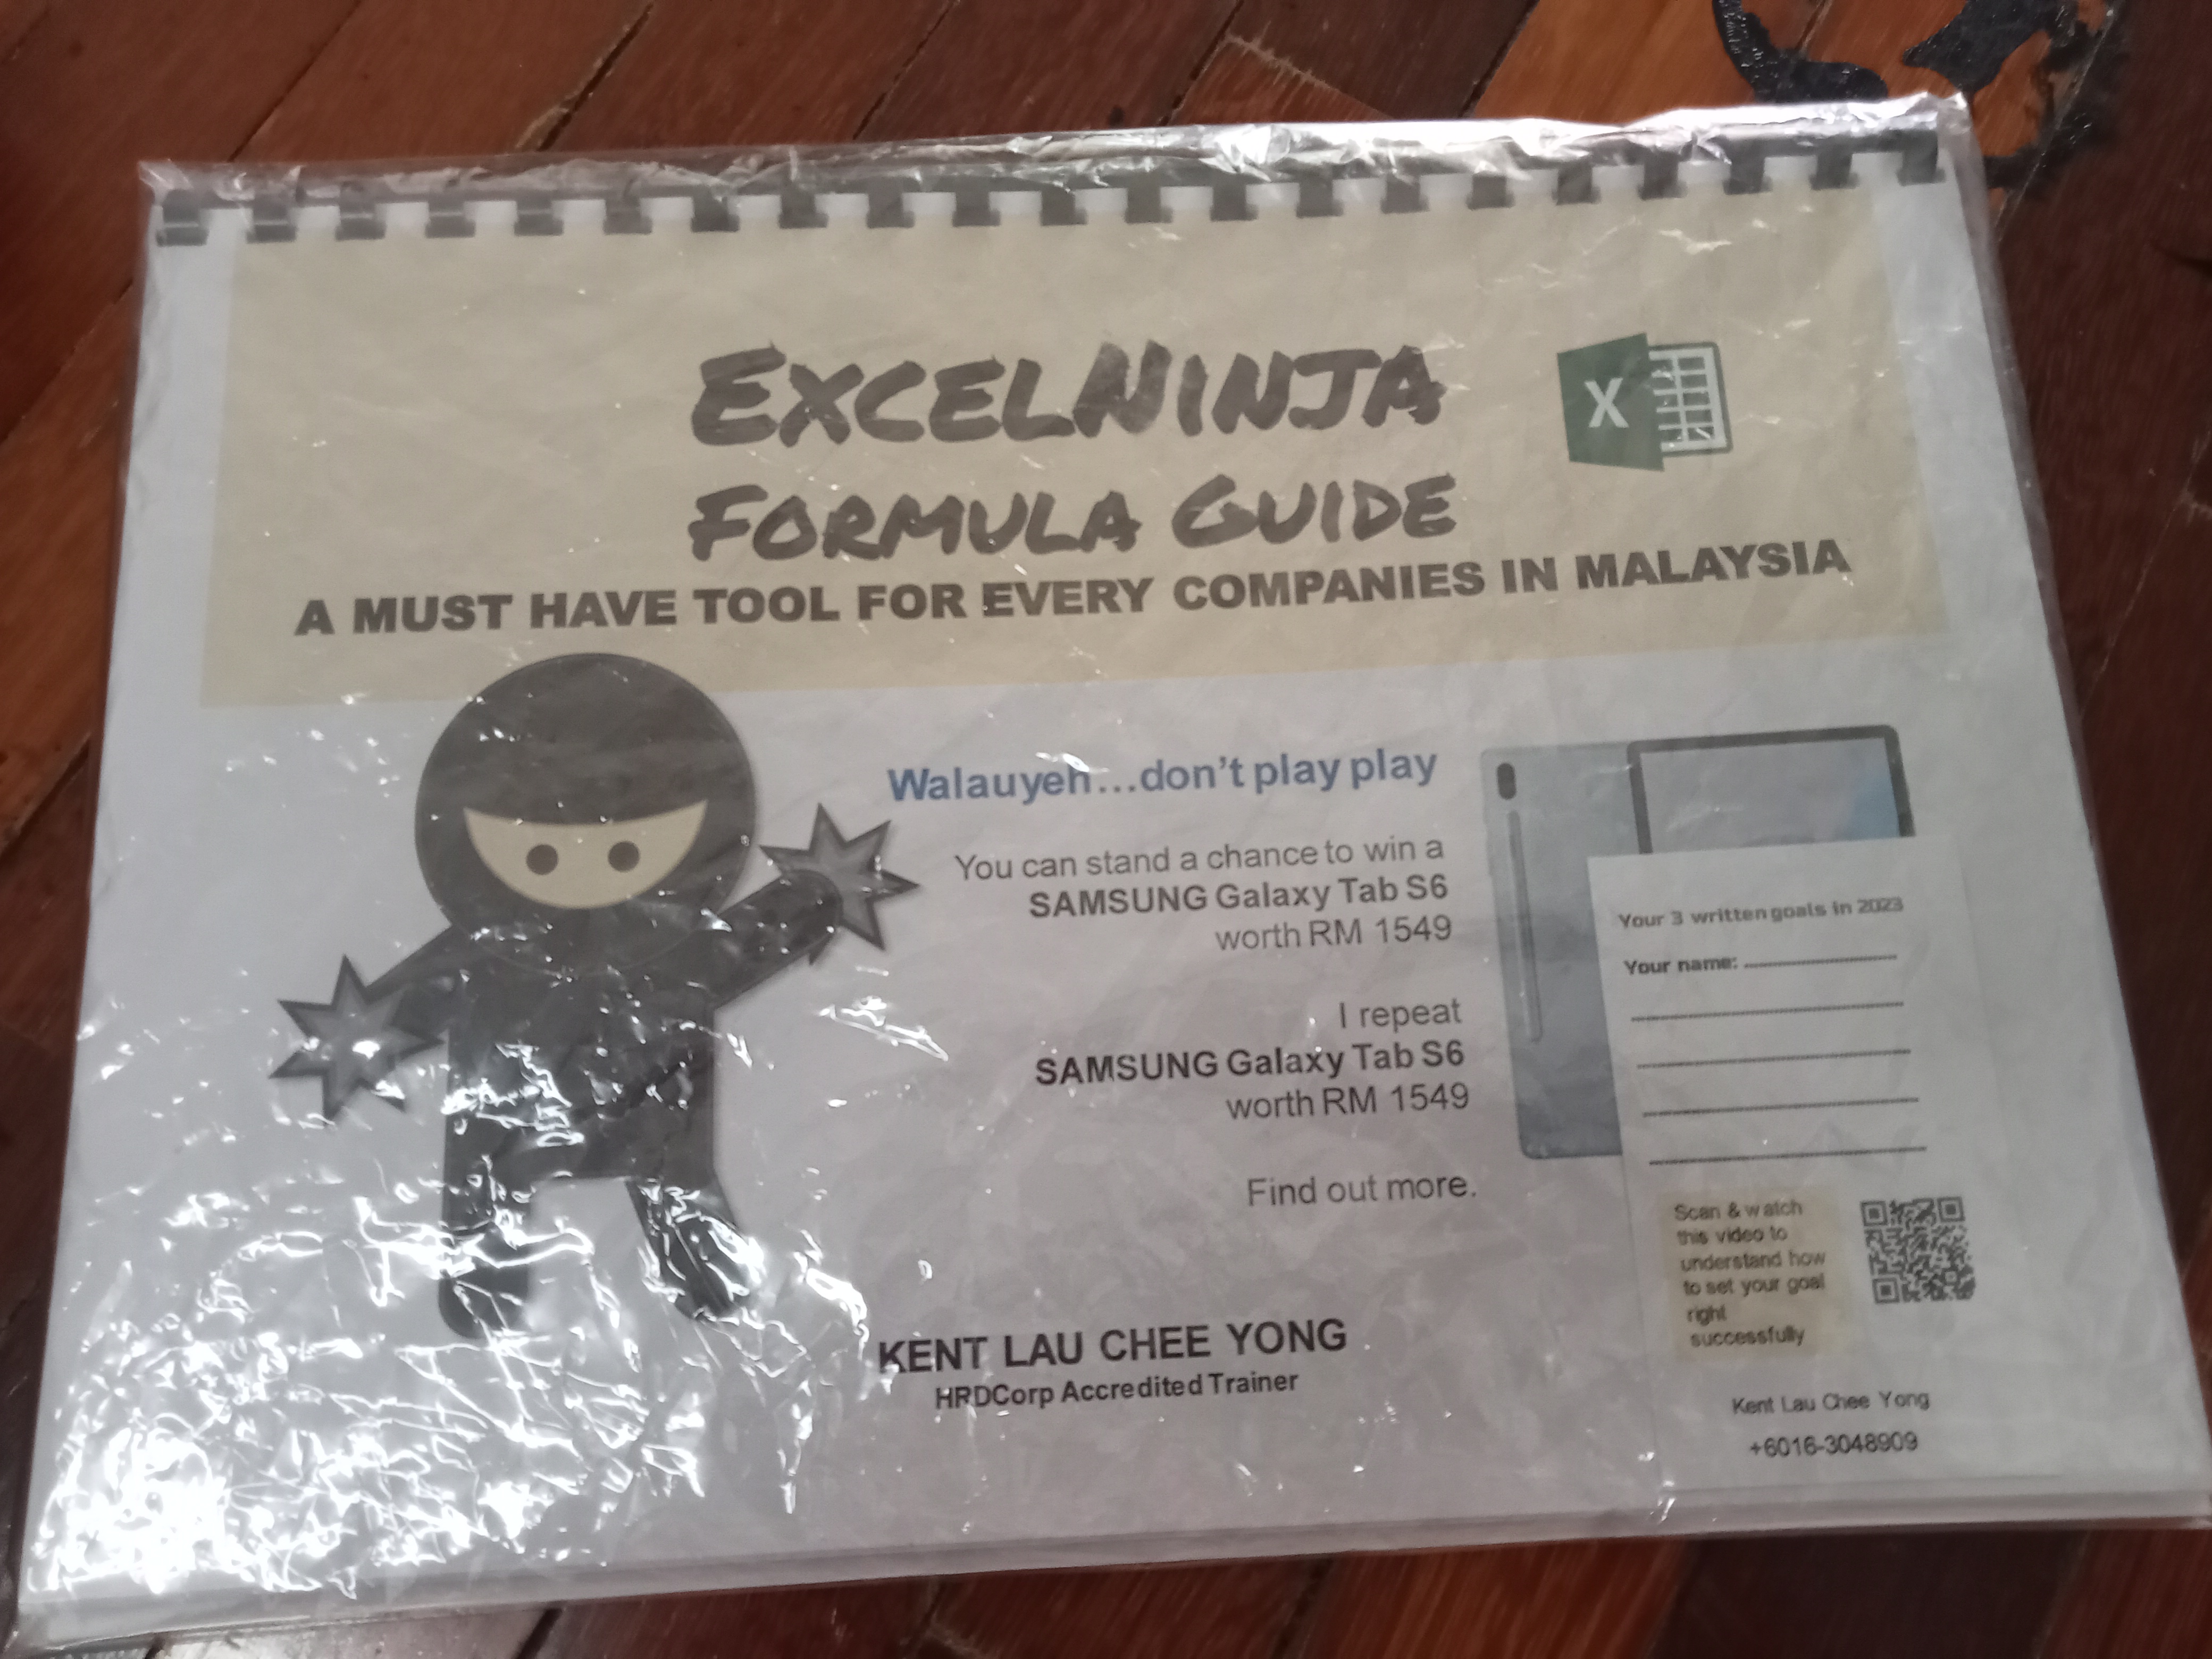 EXCELNINJA
X
FORMULA GUIDE
A MUST HAVE TOOL FOR EVERY COMPANIES IN MALAYSIA
Walauyeh...don't play play
You can stand a chance to win a
SAMSUNG Galaxy Tab S6
worth RM 1549
I repeat
SAMSUNG Galaxy Tab S6
worth RM 1549
Find out more.
KENT LAU CHEE YONG
HRDCorp Accredited Trainer
Your 3 written goals in 2023
Your name:
Scan & watch
this video to
understand how
to set your goal
right
successfully
Kent Lau Chee Yong
+6016-3048909